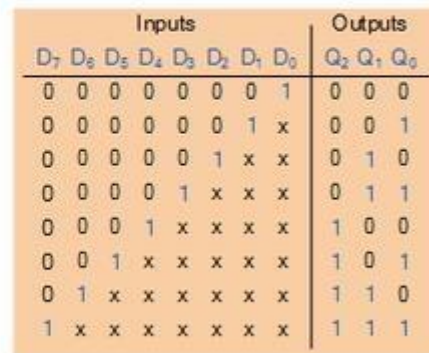 Inputs Outputs
D₇ D₆ D₅ D₄ D₃ D₂ D₁ D₀ Q₂ Q₁ Q₀
0 0 0 0 0 0 0 1 0 0 0
0 0 0 0 0 0 1 x 0 0 1
0 0 0 0 0 1 x x 0 1 0
0 0 0 0 1 x x x 0 1 1
0 0 0 1 x x x x 1 0 0
0 0 1 x x x x x 1 0 1
0 1 x x x x x x 1 1 0
1 x x x x x x x 1 1 1